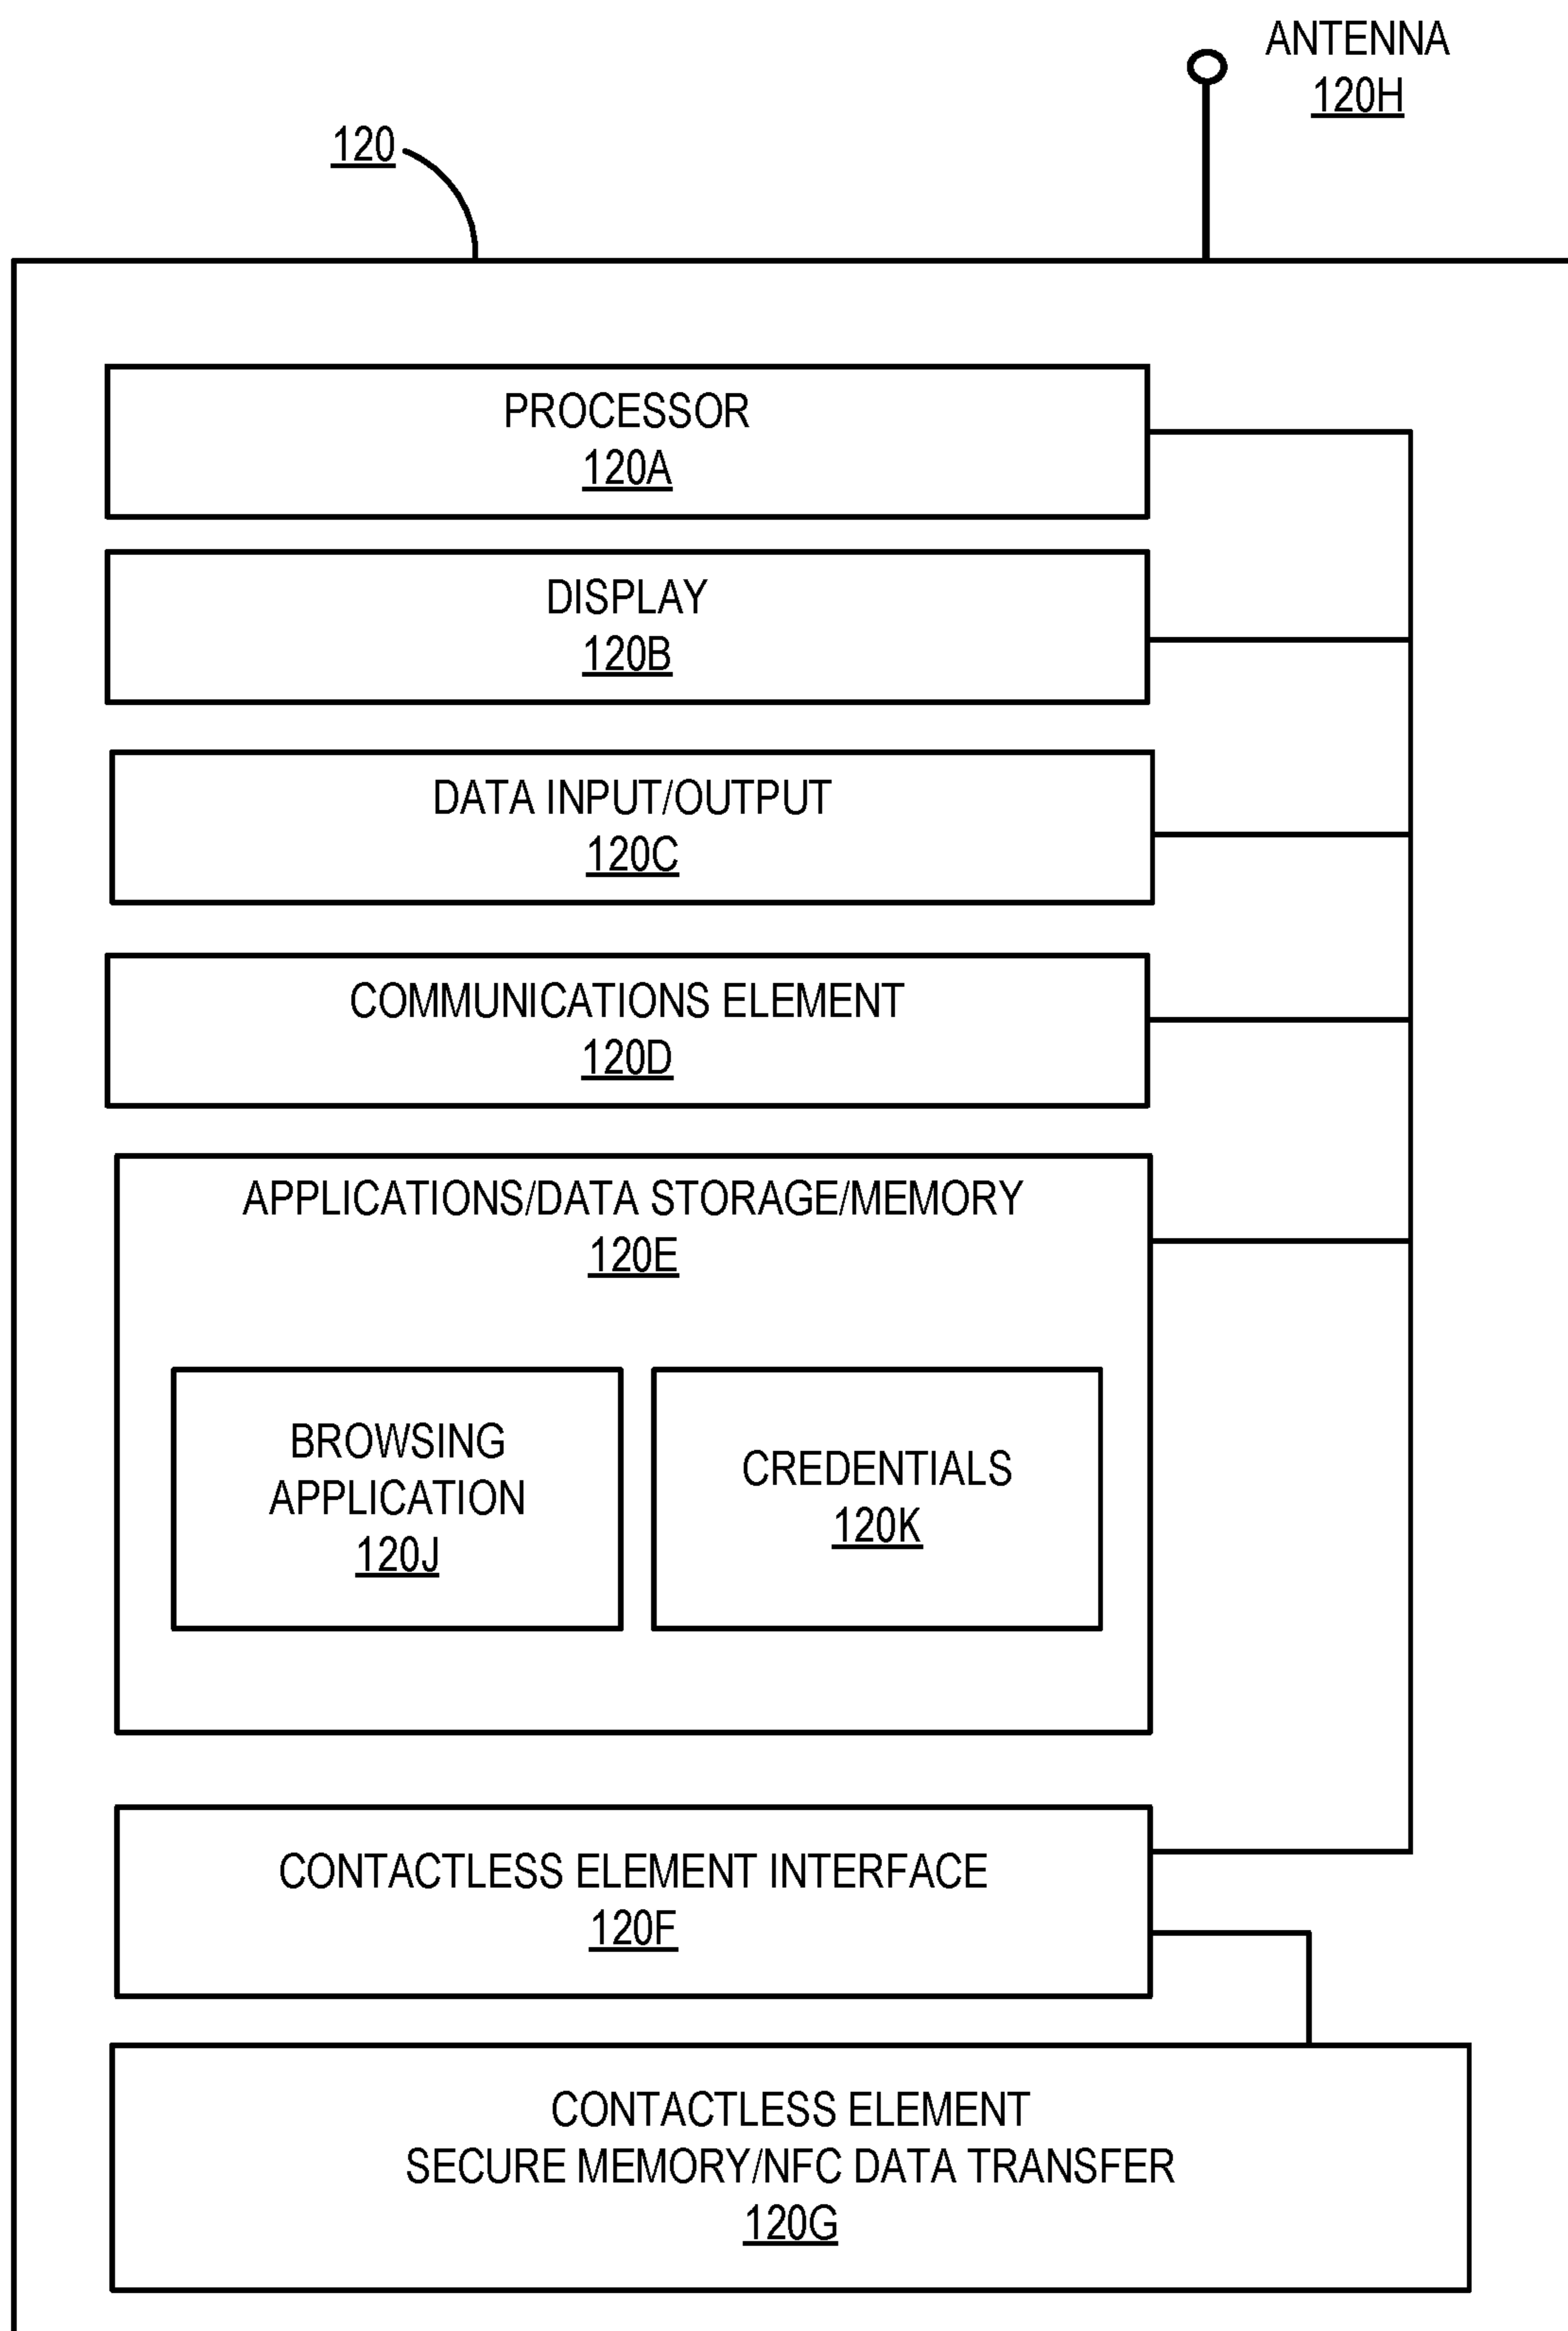 ANTENNA
120H
120
PROCESSOR
120A
DISPLAY
120B
DATA INPUT/OUTPUT
120C
COMMUNICATIONS ELEMENT
120D
APPLICATIONS/DATA STORAGE/MEMORY
120E
BROWSING
APPLICATION
120J
CREDENTIALS
120K
CONTACTLESS ELEMENT INTERFACE
120F
CONTACTLESS ELEMENT
SECURE MEMORY/NFC DATA TRANSFER
120G